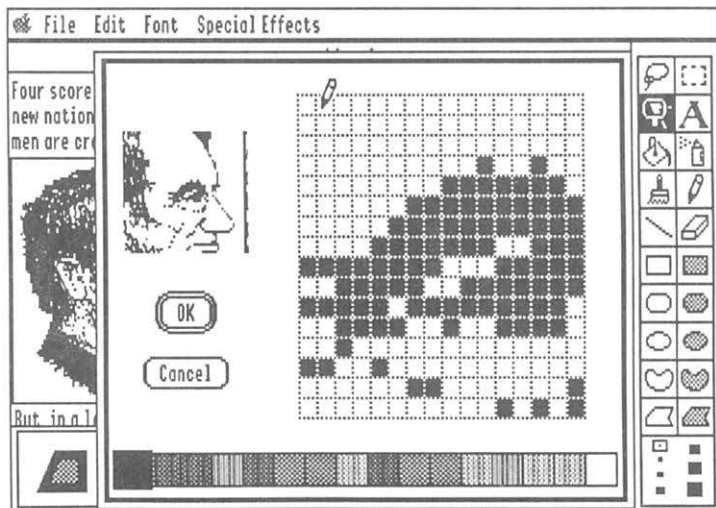 File Edit Font Special Effects
Four score
new nation
men are cr
OK
Cancel
But, in a l
A